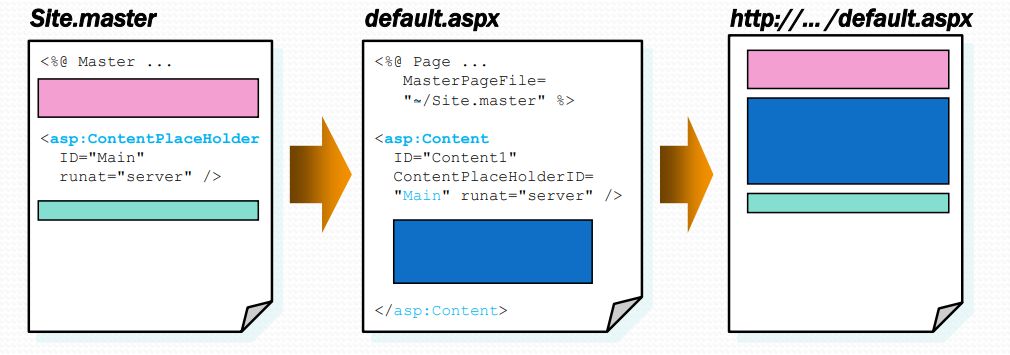 Site.master
<%@ Master ...
<asp:ContentPlaceHolder
ID="Main"
runat="server" />
default.aspx
<%@ Page ...
MasterPageFile=
"~/Site.master" %>
<asp:Content
ID="Content1"
ContentPlaceHolderID=
"Main" runat="server" />
</asp:Content>
http://... /default.aspx